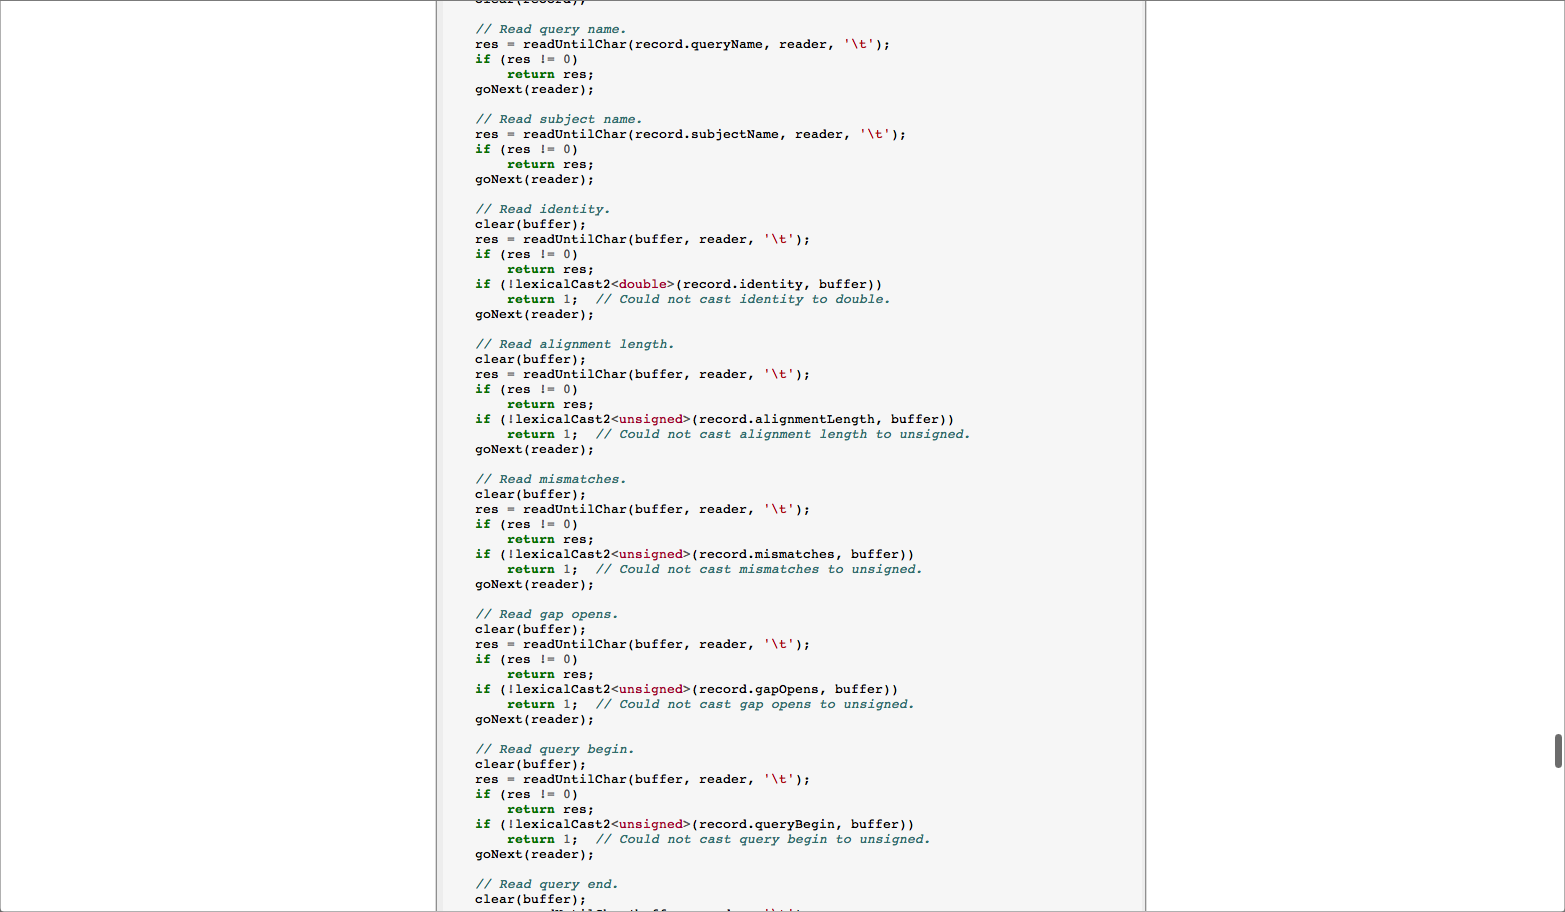 clear(record);
// Read query name.
res = readUntilChar(record.queryName, reader, '\t');
if (res != 0)
    return res;
goNext(reader);
// Read subject name.
res = readUntilChar(record.subjectName, reader, '\t');
if (res != 0)
    return res;
goNext(reader);
// Read identity.
clear(buffer);
res = readUntilChar(buffer, reader, '\t');
if (res != 0)
    return res;
if (!lexicalCast2<double>(record.identity, buffer))
    return 1;  // Could not cast identity to double.
goNext(reader);
// Read alignment length.
clear(buffer);
res = readUntilChar(buffer, reader, '\t');
if (res != 0)
    return res;
if (!lexicalCast2<unsigned>(record.alignmentLength, buffer))
    return 1;  // Could not cast alignment length to unsigned.
goNext(reader);
// Read mismatches.
clear(buffer);
res = readUntilChar(buffer, reader, '\t');
if (res != 0)
    return res;
if (!lexicalCast2<unsigned>(record.mismatches, buffer))
    return 1;  // Could not cast mismatches to unsigned.
goNext(reader);
// Read gap opens.
clear(buffer);
res = readUntilChar(buffer, reader, '\t');
if (res != 0)
    return res;
if (!lexicalCast2<unsigned>(record.gapOpens, buffer))
    return 1;  // Could not cast gap opens to unsigned.
goNext(reader);
// Read query begin.
clear(buffer);
res = readUntilChar(buffer, reader, '\t');
if (res != 0)
    return res;
if (!lexicalCast2<unsigned>(record.queryBegin, buffer))
    return 1;  // Could not cast query begin to unsigned.
goNext(reader);
// Read query end.
clear(buffer);